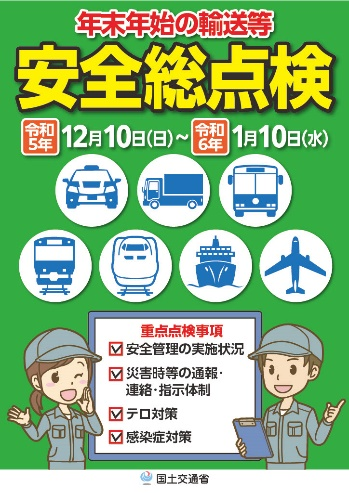 年末年始の輸送等
安全総点検
令和5年 12月10日(日)～ 令和6年 1月10日(水)
重点点検事項
安全管理の実施状況
災害時等の通報・
連絡・指示体制
テロ対策
感染症対策
国土交通省